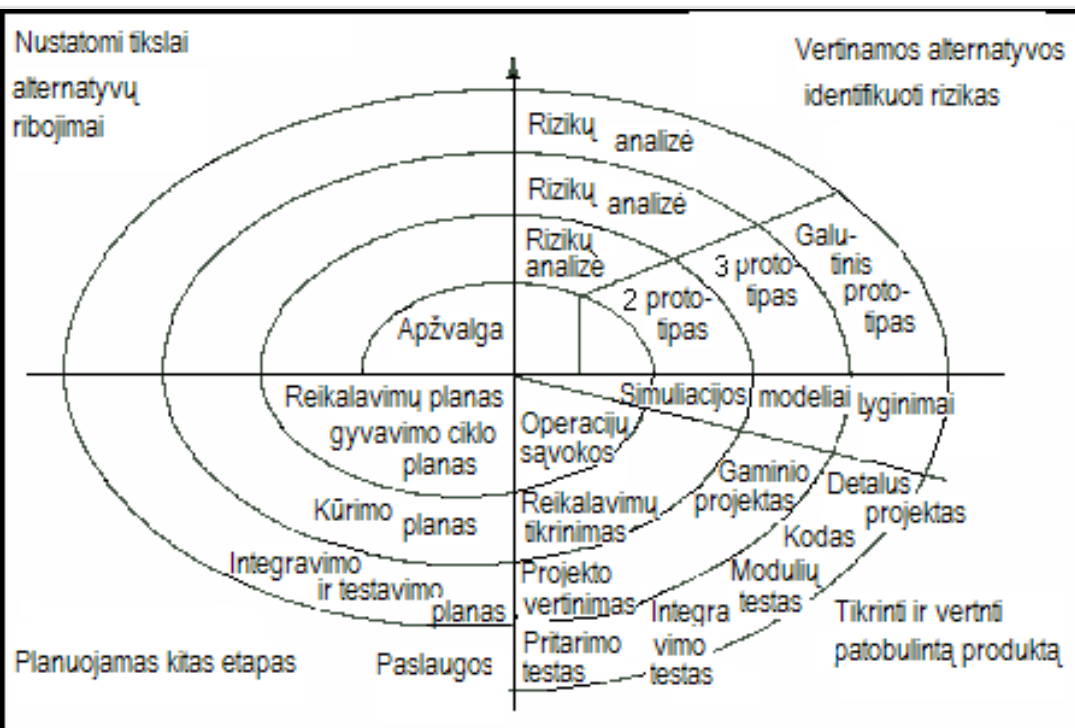 Nustatomi tikslai
alternatyvų
ribojimai
Vertinamos alternatyvos
identifikuoti rizikas
Rizikų
analizė
Rizikų
analizė
Rizikų
analizė
Galu-
tinis
proto-
tipas
3 proto-
tipas
2 proto-
tipas
Apžvalga
Reikalavimų planas
gyvavimo ciklo
planas
Simuliacijos modeliai lyginimai
Operacijų
sąvokos
Kūrimo
planas
Reikalavimų
tikrinimas
Gaminio
projektas
Detalus
projektas
Kodas
Integravimo
ir testavimo
planas
Projekto
vertinimas
Modulių
testas
Integra
vimo
testas
Pritarimo
testas
Tikrinti ir vertnti
patobulintą produktą
Planuojamas kitas etapas
Paslaugos